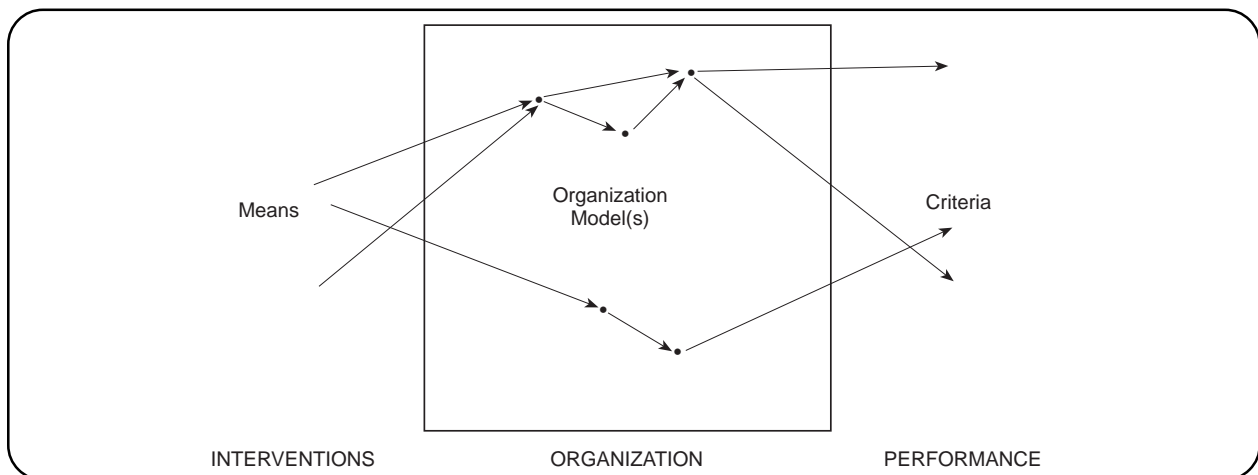 Organization
Model(s)
Means
Criteria
INTERVENTIONS
ORGANIZATION
PERFORMANCE